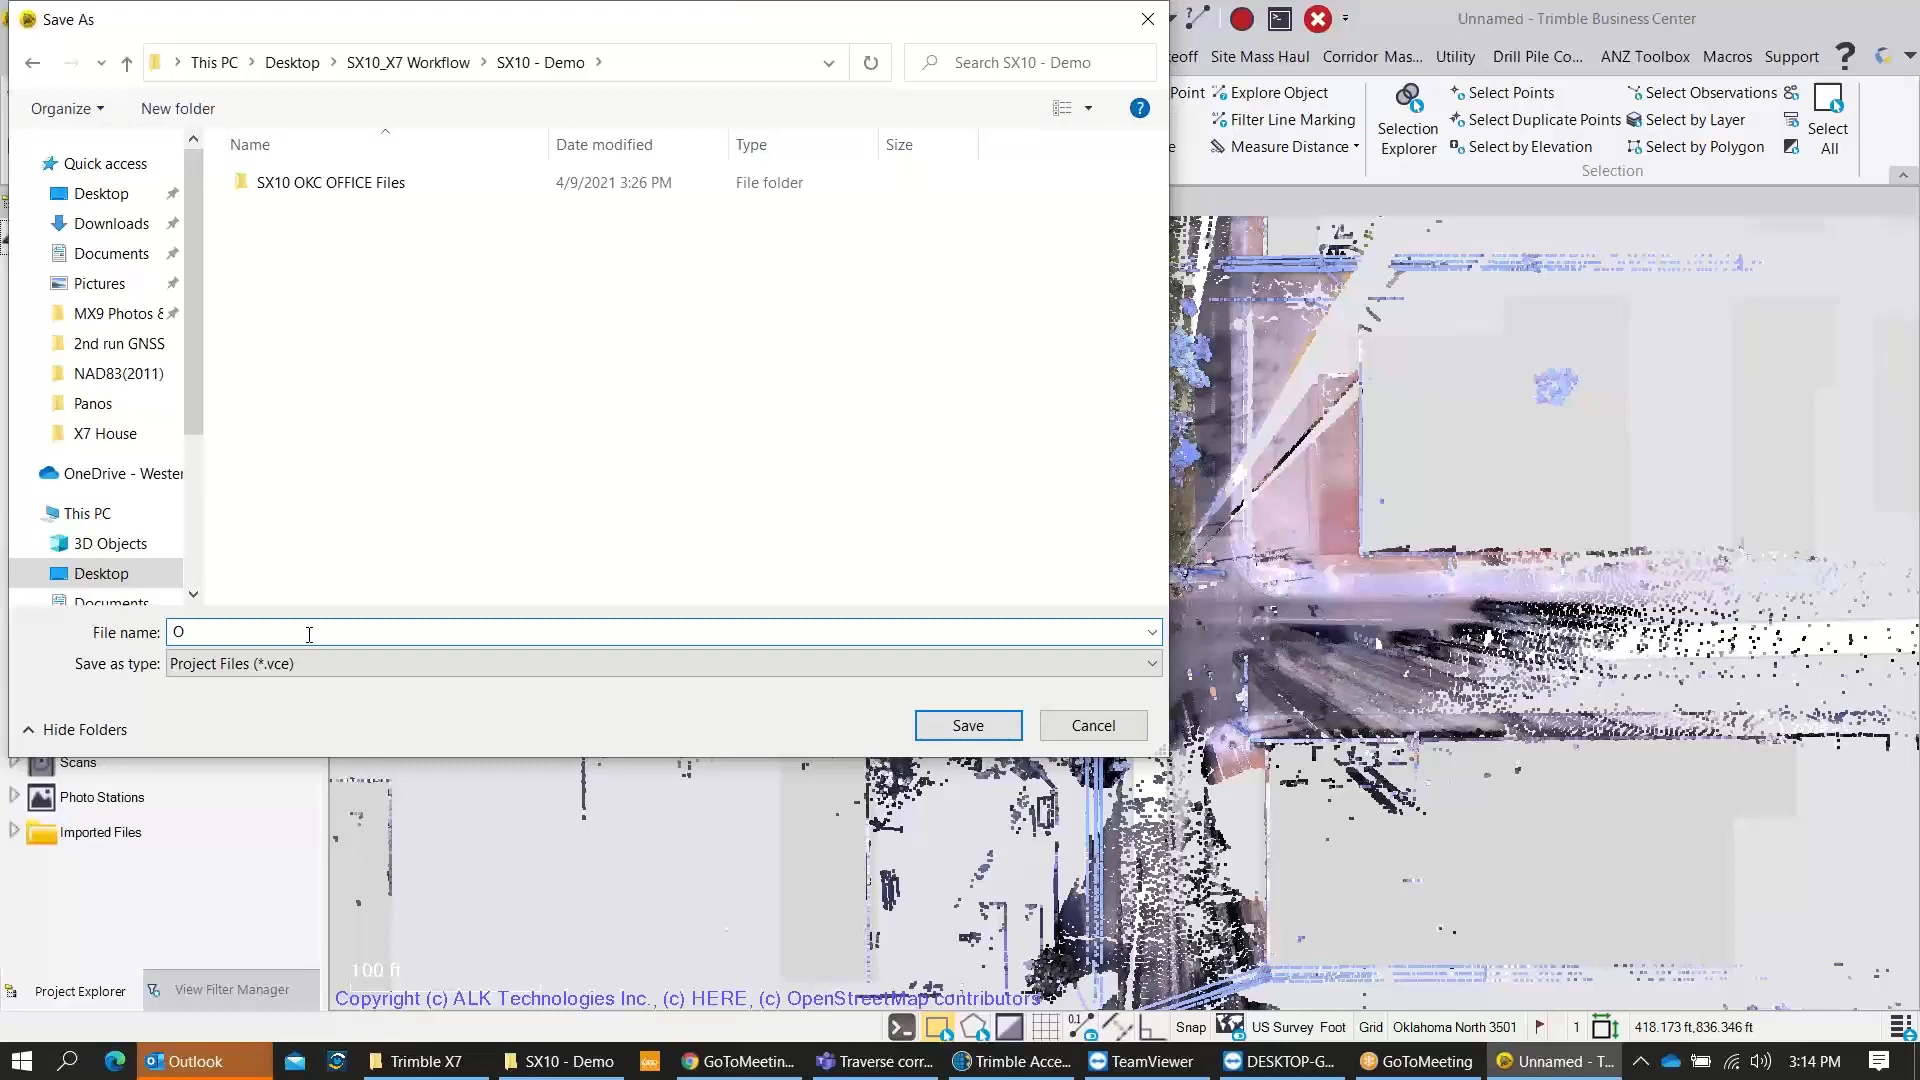 Save As
Unnamed - Trimble Business Center
This PC > Desktop > SX10_X7 Workflow > SX10 - Demo >
Search SX10 - Demo
eoff Site Mass Haul Corridor Mas... Utility Drill Pile Co... ANZ Toolbox Macros Support
Organize New folder
Point Explore Object
Filter Line Marking
e Measure Distance
Selection Explorer
Select Points
Select Duplicate Points
Select by Elevation
Select Observations
Select by Layer
Select by Polygon
Select All
Selection
Name Date modified Type Size
SX10 OKC OFFICE Files 4/9/2021 3:26 PM File folder
Quick access
Desktop
Downloads
Documents
Pictures
MX9 Photos &
2nd run GNSS
NAD83(2011)
Panos
X7 House
OneDrive - Wester
This PC
3D Objects
Desktop
Documents
File name: O
Save as type: Project Files (*.vce)
Hide Folders
Save Cancel
Scans
Photo Stations
Imported Files
100 ft
Project Explorer View Filter Manager
Copyright (c) ALK Technologies Inc., (c) HERE, (c) OpenStreetMap contributors
0.1 Snap US Survey Foot Grid Oklahoma North 3501 1 418.173 ft,836.346 ft
Outlook Trimble X7 SX10 - Demo GoToMeetin... Traverse corr... Trimble Acce... TeamViewer DESKTOP-G... GoToMeeting Unnamed - T... 3:14 PM